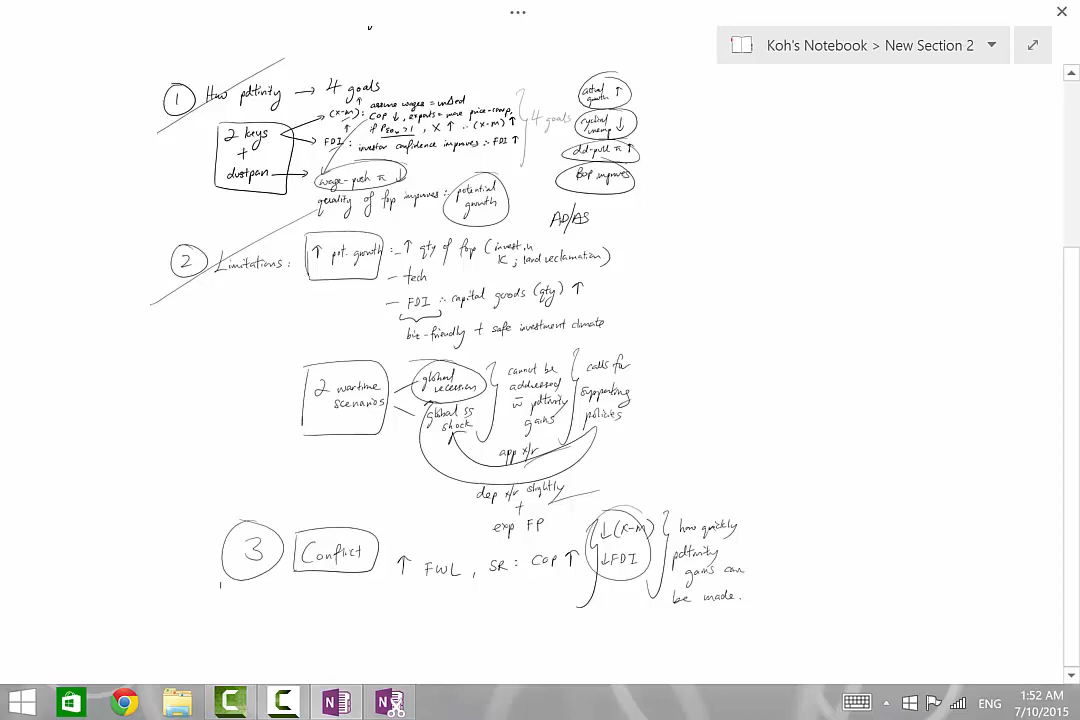 Koh's Notebook > New Section 2
① How pdtivity → 4 goals
2 keys
+
dustpan
↑ assume wages = unΔed
(x-m): COP ↓, exports = more price-comp,
↑ if PEDx >1, X ↑ ∴ (x-m) ↑
FDI : investor confidence improves ∴ FDI ↑
4 goals
wage-push π ↓
quality of fop improves ∴ potential
growth
actual
growth ↑
cyclical
unemp ↓
dd-pull π ↑
BOP improves
AD/AS
② Limitations :
↑ pot. growth :- ↑ qty of fop (invest in
K ; land reclamation)
- tech
- FDI ∴ capital goods (qty) ↑
biz-friendly + safe investment climate
2 wartime
scenarios
global
recession
global ss
shock
cannot be
addressed
w̄ pdtivity
gains
calls for
supporting
policies
app x/r
dep x/r slightly
+
exp FP
③ Conflict
↑ FWL, SR: COP ↑
↓(x-m)
↓FDI
how quickly
pdtivity
gains can
be made.
ENG
1:52 AM
7/10/2015